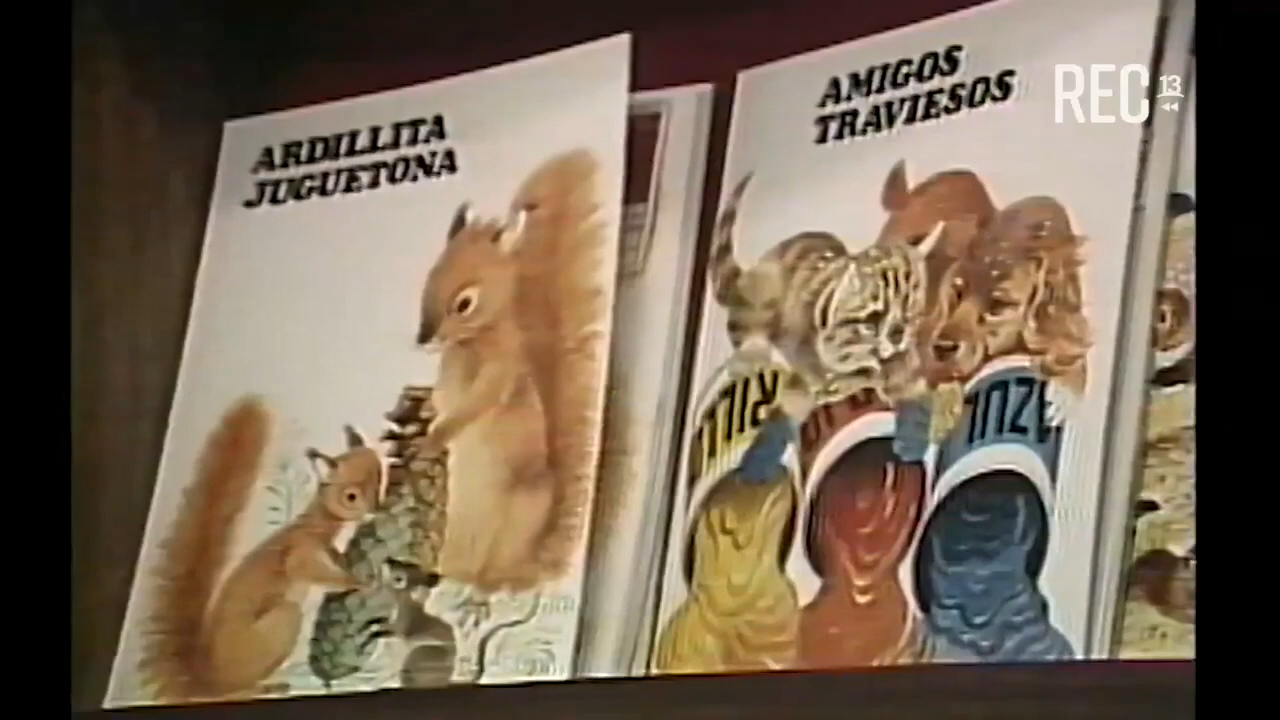 ARDILLITA
JUGUETONA
AMIGOS
TRAVIESOS
REC 13
AZUL